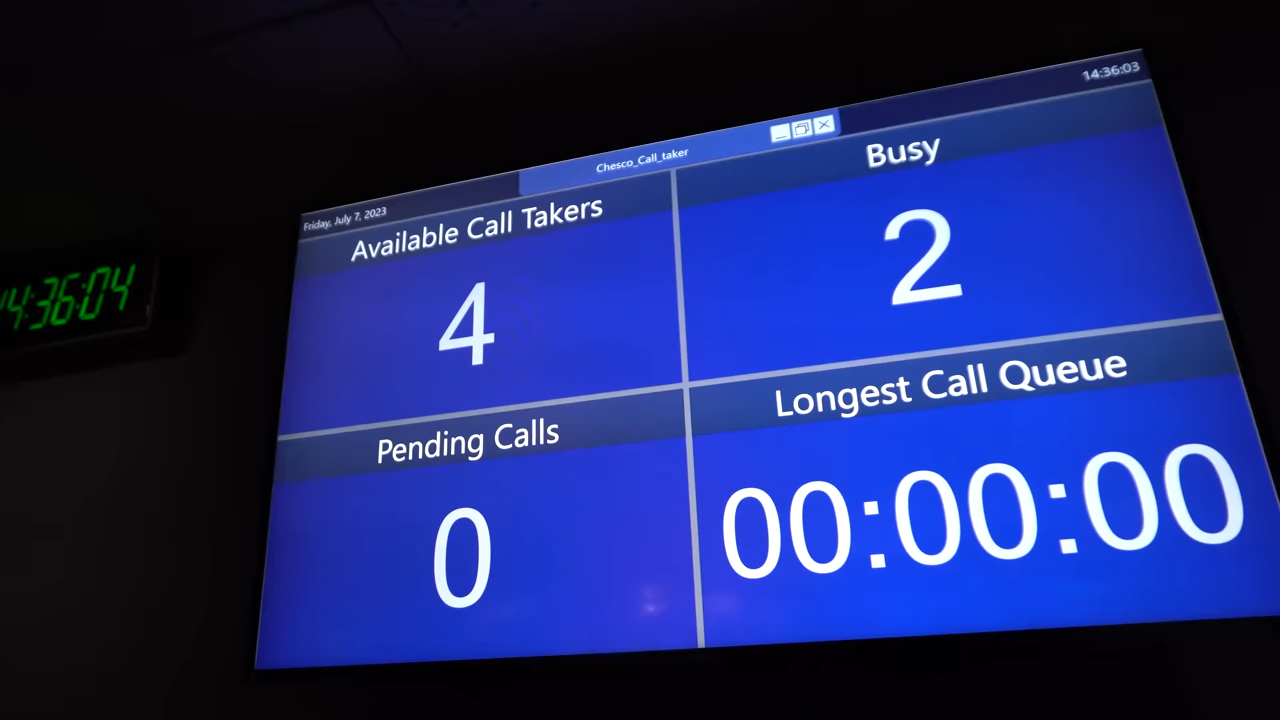 14:36:03
Chesco_Call_taker
Friday, July 7, 2023
Available Call Takers
4
Busy
2
Pending Calls
0
Longest Call Queue
00:00:00
4:36:04